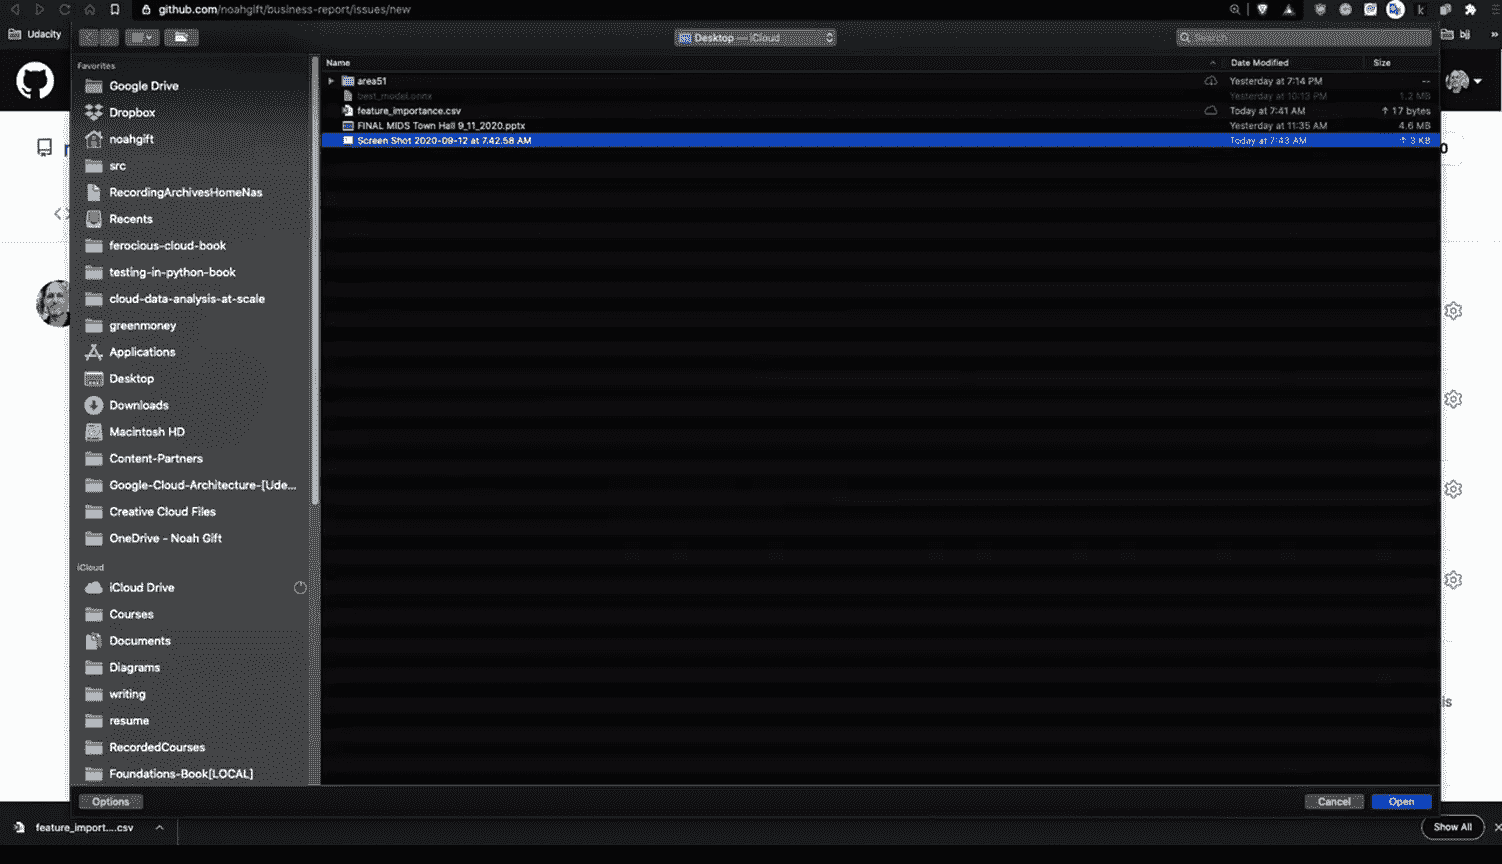 github.com/noahgift/business-report/issues/new
Udacity
Desktop — iCloud
Search
bij
Favorites
Google Drive
Dropbox
noahgift
src
RecordingArchivesHomeNas
Recents
ferocious-cloud-book
testing-in-python-book
cloud-data-analysis-at-scale
greenmoney
Applications
Desktop
Downloads
Macintosh HD
Content-Partners
Google-Cloud-Architecture-[Ude...
Creative Cloud Files
OneDrive - Noah Gift
iCloud
iCloud Drive
Courses
Documents
Diagrams
writing
resume
RecordedCourses
Foundations-Book[LOCAL]
Name Date Modified Size
area51 Yesterday at 7:14 PM --
best_model.onnx Yesterday at 10:13 PM 1.2 MB
feature_importance.csv Today at 7:41 AM 17 bytes
FINAL MIDS Town Hall 9_11_2020.pptx Yesterday at 11:35 AM 4.6 MB
Screen Shot 2020-09-12 at 7.42.58 AM Today at 7:43 AM 3 KB
0
is
Options Cancel Open
feature_import....csv Show All